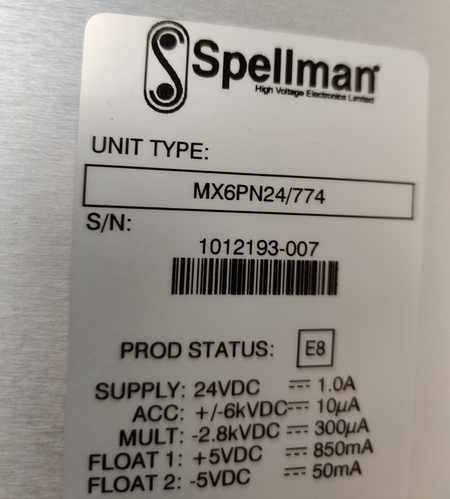 Spellman
High Voltage Electronics Limited
UNIT TYPE:
MX6PN24/774
S/N:
1012193-007
PROD STATUS: E8
SUPPLY: 24VDC ⎓ 1.0A
ACC: +/-6kVDC ⎓ 10µA
MULT: -2.8kVDC ⎓ 300µA
FLOAT 1: +5VDC ⎓ 850mA
FLOAT 2: -5VDC ⎓ 50mA